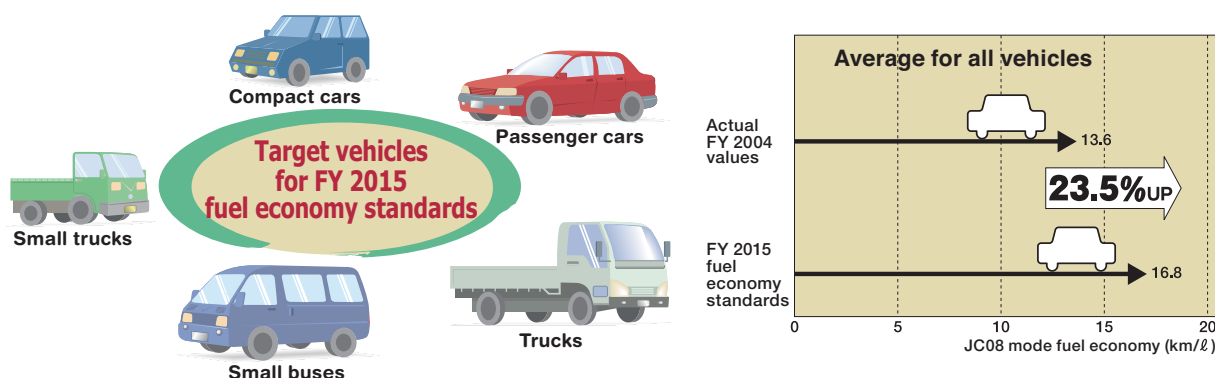 Compact cars
Passenger cars
Target vehicles
for FY 2015
fuel economy standards
Small trucks
Trucks
Small buses
Average for all vehicles
Actual
FY 2004
values
13.6
23.5%UP
FY 2015
fuel
economy
standards
16.8
0 5 10 15 20
JC08 mode fuel economy (km/ℓ)